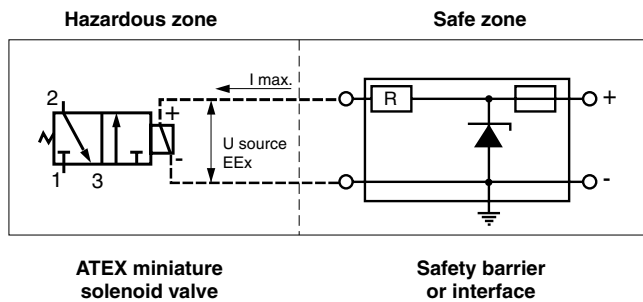 Hazardous zone
Safe zone
I max.
2
+
-
1
3
U source
EEx
R
+
-
ATEX miniature
solenoid valve
Safety barrier
or interface